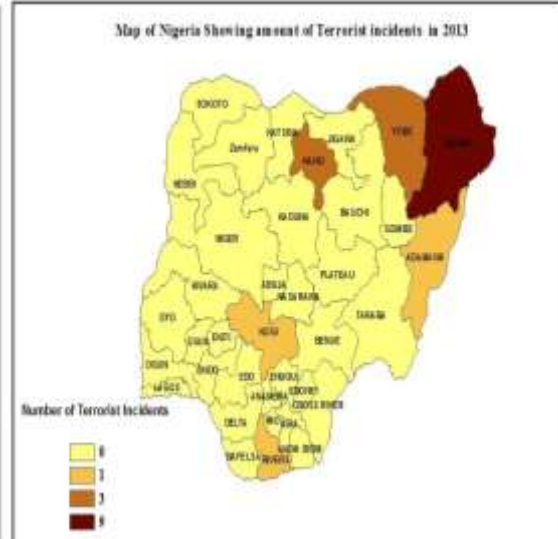 Map of Nigeria Showing amount of Terrorist incidents in 2013
SOKOTO
Zamfara
KATSINA
JIGAWA
YOBE
KANO
KEBBI
KADUNA
BAUCHI
GOMBE
NIGER
ADAMAWA
PLATEAU
ABUJA
KWARA
NASARAWA
TARABA
OYO
KOGI
BENUE
EKITI
OSUN
ONDO
OGUN
EDO
ENUGU
LAGOS
ANAMBRA
EBONYI
CROSS RIVER
Number of Terrorist Incidents
DELTA
IMO
ABIA
AKWA IBOM
BAYELSA
RIVERS
0
1
3
9